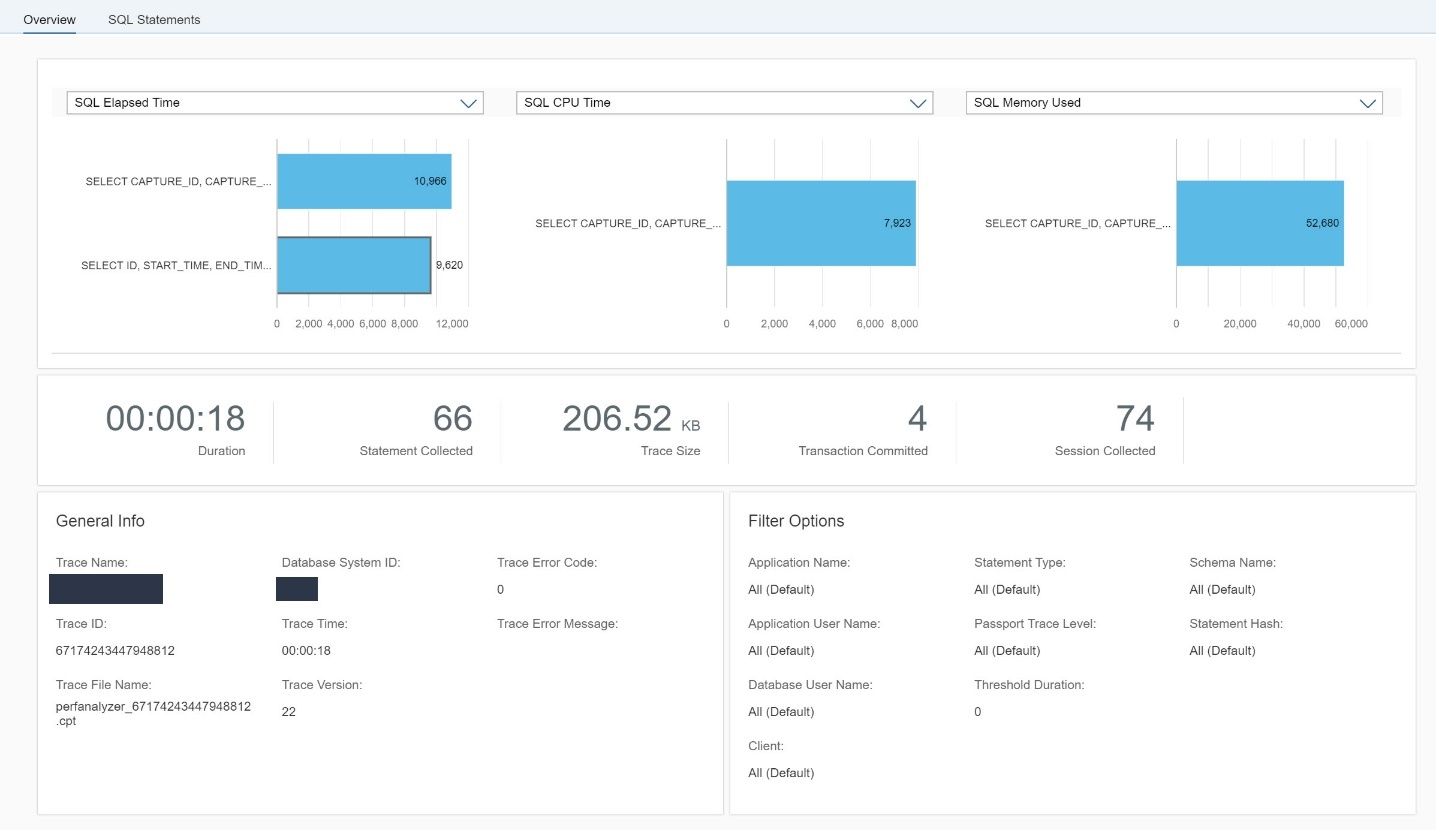 Overview SQL Statements
SQL Elapsed Time SQL CPU Time SQL Memory Used
SELECT CAPTURE_ID, CAPTURE_... 10,966
SELECT ID, START_TIME, END_TIM... 9,620
0 2,000 4,000 6,000 8,000 12,000
SELECT CAPTURE_ID, CAPTURE_... 7,923
0 2,000 4,000 6,000 8,000
SELECT CAPTURE_ID, CAPTURE_... 52,680
0 20,000 40,000 60,000
00:00:18 66 206.52 KB 4 74
Duration Statement Collected Trace Size Transaction Committed Session Collected
General Info
Trace Name: Database System ID: Trace Error Code:
0
Trace ID: Trace Time: Trace Error Message:
67174243447948812 00:00:18
Trace File Name: Trace Version:
perfanalyzer_67174243447948812
.cpt
22
Filter Options
Application Name: Statement Type: Schema Name:
All (Default) All (Default) All (Default)
Application User Name: Passport Trace Level: Statement Hash:
All (Default) All (Default) All (Default)
Database User Name: Threshold Duration:
All (Default) 0
Client:
All (Default)